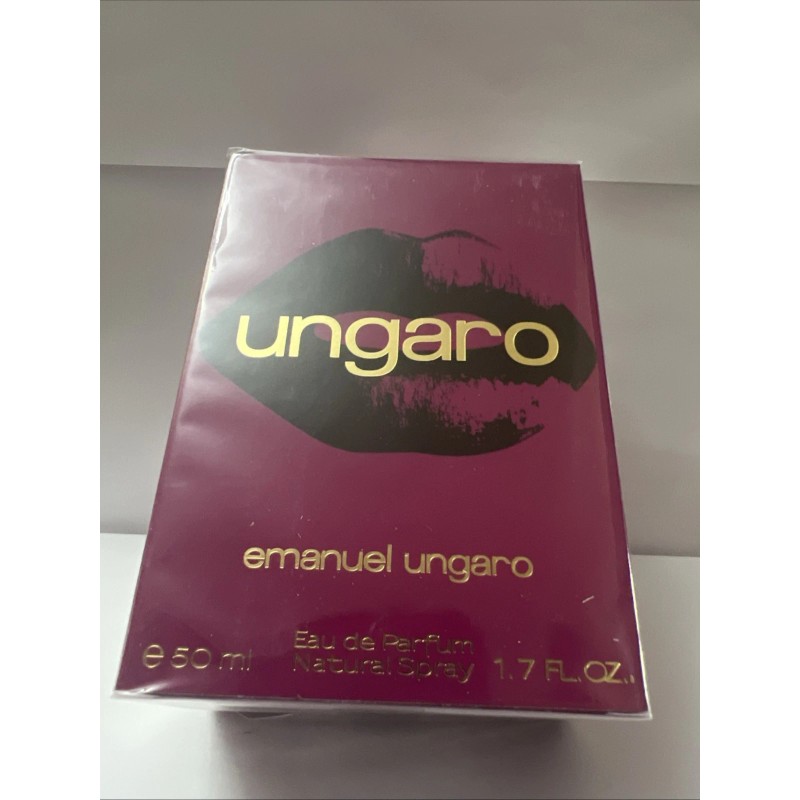 ungaro
emanuel ungaro
Eau de Parfum
e 50 ml Natural Spray 1.7 FL.OZ.